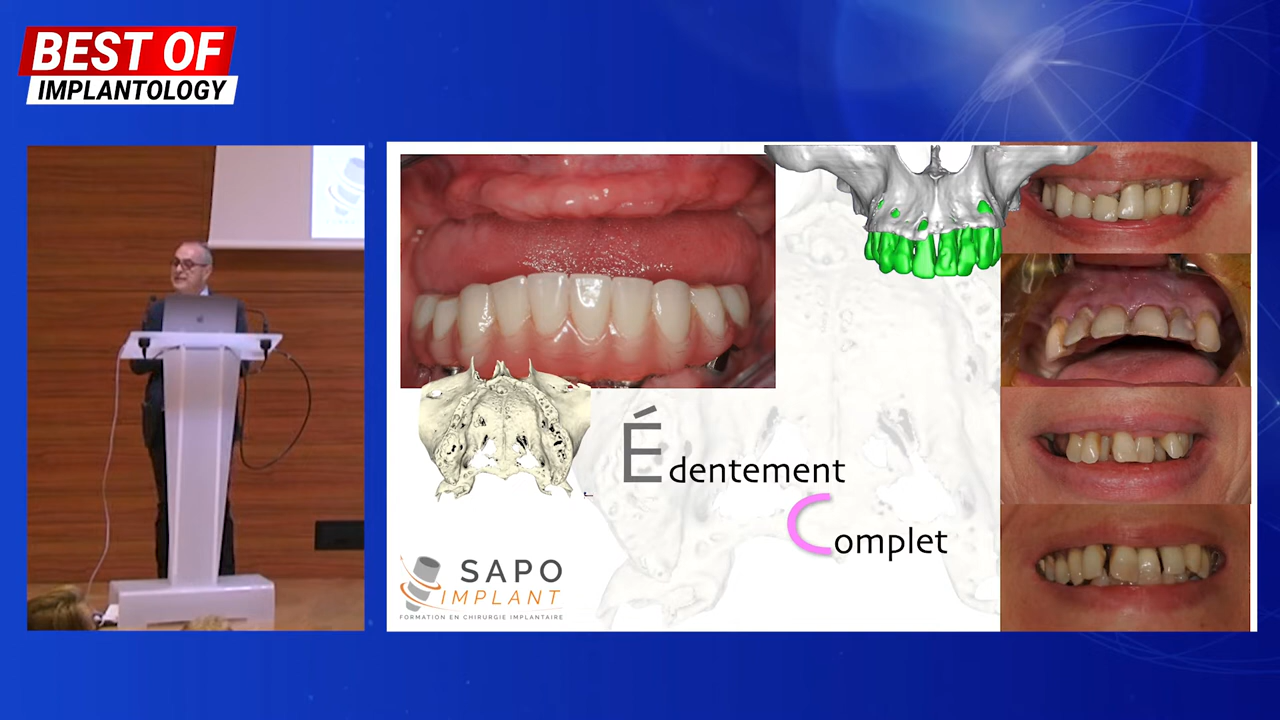 BEST OF
IMPLANTOLOGY
Édentement
Complet
SAPO
IMPLANT
FORMATION EN CHIRURGIE IMPLANTAIRE